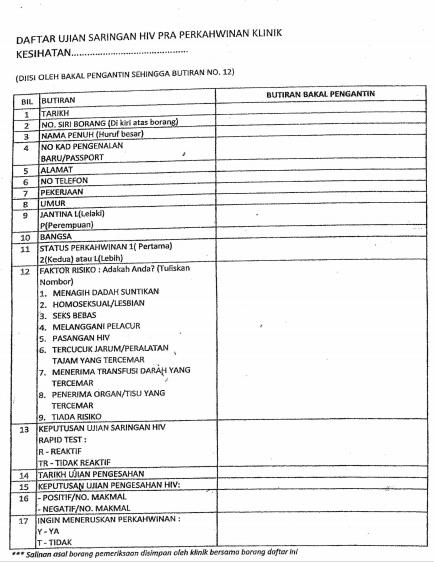 DAFTAR UJIAN SARINGAN HIV PRA PERKAHWINAN KLINIK
KESIHATAN............................................
(DIISI OLEH BAKAL PENGANTIN SEHINGGA BUTIRAN NO. 12)
BIL BUTIRAN BUTIRAN BAKAL PENGANTIN
1 TARIKH
2 NO. SIRI BORANG (Di kiri atas borang)
3 NAMA PENUH (Huruf besar)
4 NO KAD PENGENALAN
BARU/PASSPORT
5 ALAMAT
6 NO TELEFON
7 PEKERJAAN
8 UMUR
9 JANTINA L(Lelaki)
P(Perempuan)
10 BANGSA
11 STATUS PERKAHWINAN 1( Pertama)
2(Kedua) atau L(Lebih)
12 FAKTOR RISIKO : Adakah Anda? (Tuliskan
Nombor)
1. MENAGIH DADAH SUNTIKAN
2. HOMOSEKSUAL/LESBIAN
3. SEKS BEBAS
4. MELANGGANI PELACUR
5. PASANGAN HIV
6. TERCUCUK JARUM/PERALATAN
TAJAM YANG TERCEMAR
7. MENERIMA TRANSFUSI DARAH YANG
TERCEMAR
8. PENERIMA ORGAN/TISU YANG
TERCEMAR
9. TIADA RISIKO
13 KEPUTUSAN UJIAN SARINGAN HIV
RAPID TEST :
R - REAKTIF
TR - TIDAK REAKTIF
14 TARIKH UJIAN PENGESAHAN
15 KEPUTUSAN UJIAN PENGESAHAN HIV:
16 - POSITIF/NO. MAKMAL
- NEGATIF/NO. MAKMAL
17 INGIN MENERUSKAN PERKAHWINAN :
Y - YA
T - TIDAK
*** Salinan asal borang pemeriksaan disimpan oleh klinik bersama borang daftar ini